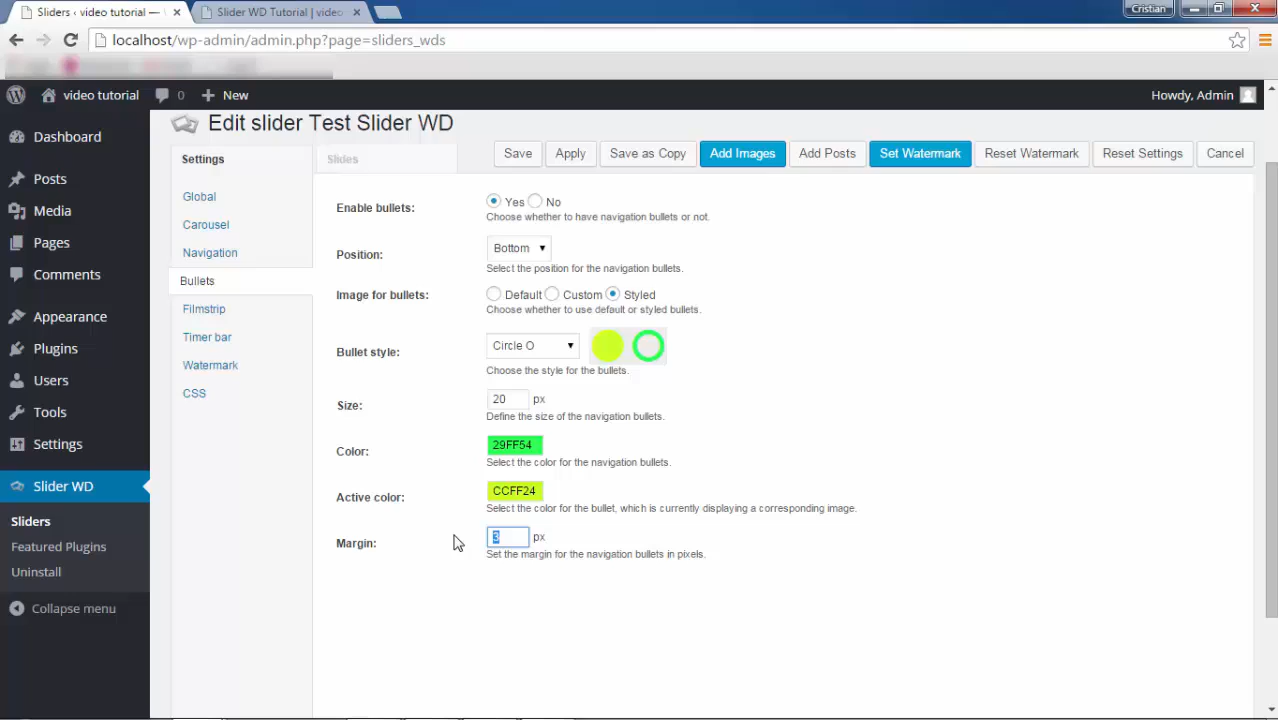 Sliders ‹ video tutorial —
Slider WD Tutorial | video
Cristian
localhost/wp-admin/admin.php?page=sliders_wds
video tutorial
0
New
Howdy, Admin
Dashboard
Posts
Media
Pages
Comments
Appearance
Plugins
Users
Tools
Settings
Slider WD
Sliders
Featured Plugins
Uninstall
Collapse menu
Edit slider Test Slider WD
Settings
Slides
Save
Apply
Save as Copy
Add Images
Add Posts
Set Watermark
Reset Watermark
Reset Settings
Cancel
Global
Carousel
Navigation
Bullets
Filmstrip
Timer bar
Watermark
CSS
Enable bullets:
Yes No
Choose whether to have navigation bullets or not.
Position:
Bottom
Select the position for the navigation bullets.
Image for bullets:
Default Custom Styled
Choose whether to use default or styled bullets.
Bullet style:
Circle O
Choose the style for the bullets.
Size:
20 px
Define the size of the navigation bullets.
Color:
29FF54
Select the color for the navigation bullets.
Active color:
CCFF24
Select the color for the bullet, which is currently displaying a corresponding image.
Margin:
3 px
Set the margin for the navigation bullets in pixels.